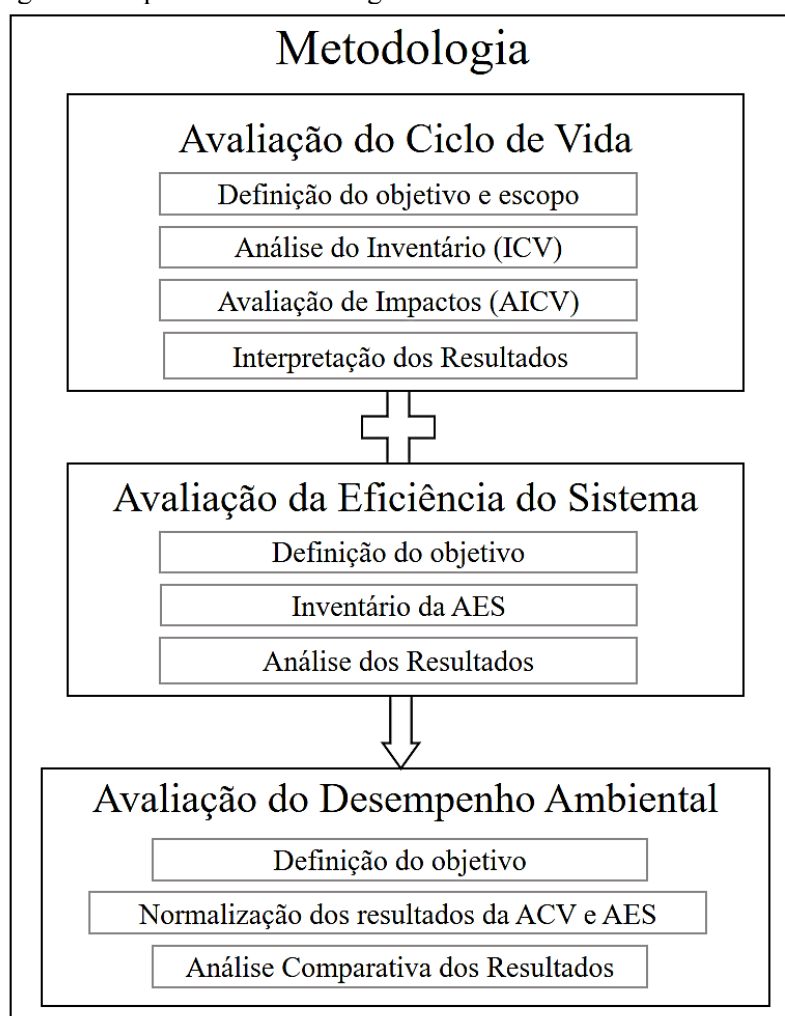 Metodologia
Avaliação do Ciclo de Vida
Definição do objetivo e escopo
Análise do Inventário (ICV)
Avaliação de Impactos (AICV)
Interpretação dos Resultados
Avaliação da Eficiência do Sistema
Definição do objetivo
Inventário da AES
Análise dos Resultados
Avaliação do Desempenho Ambiental
Definição do objetivo
Normalização dos resultados da ACV e AES
Análise Comparativa dos Resultados